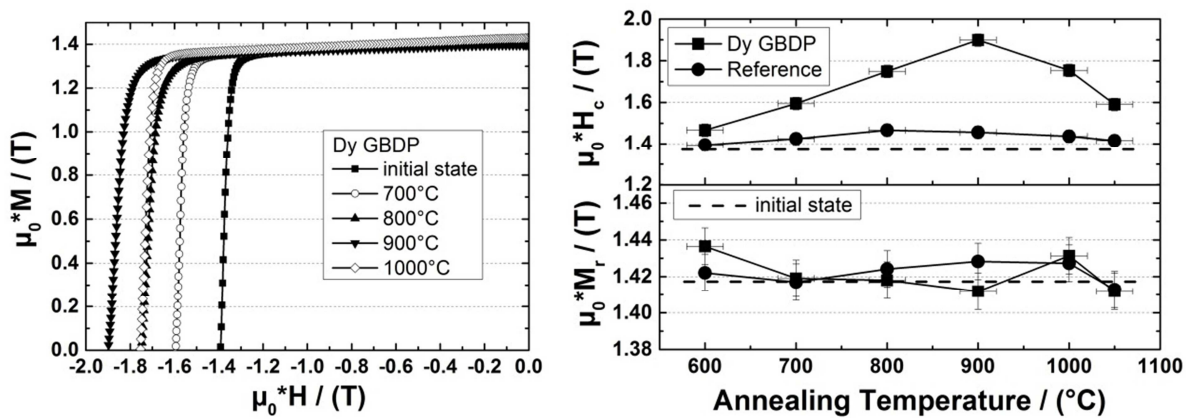 1.4
1.2
1.0
0.8
0.6
0.4
0.2
0.0
µ₀*M / (T)
Dy GBDP
initial state
700°C
800°C
900°C
1000°C
-2.0 -1.8 -1.6 -1.4 -1.2 -1.0 -0.8 -0.6 -0.4 -0.2 0.0
µ₀*H / (T)
2.0
1.8
1.6
1.4
1.2
µ₀*H_c / (T)
Dy GBDP
Reference
1.46
1.44
1.42
1.40
1.38
µ₀*M_r / (T)
initial state
600 700 800 900 1000 1100
Annealing Temperature / (°C)